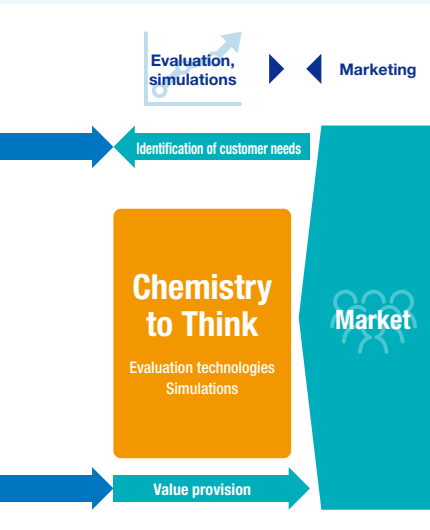 Evaluation,
simulations
Marketing
Identification of customer needs
Chemistry
to Think
Evaluation technologies
Simulations
Market
Value provision